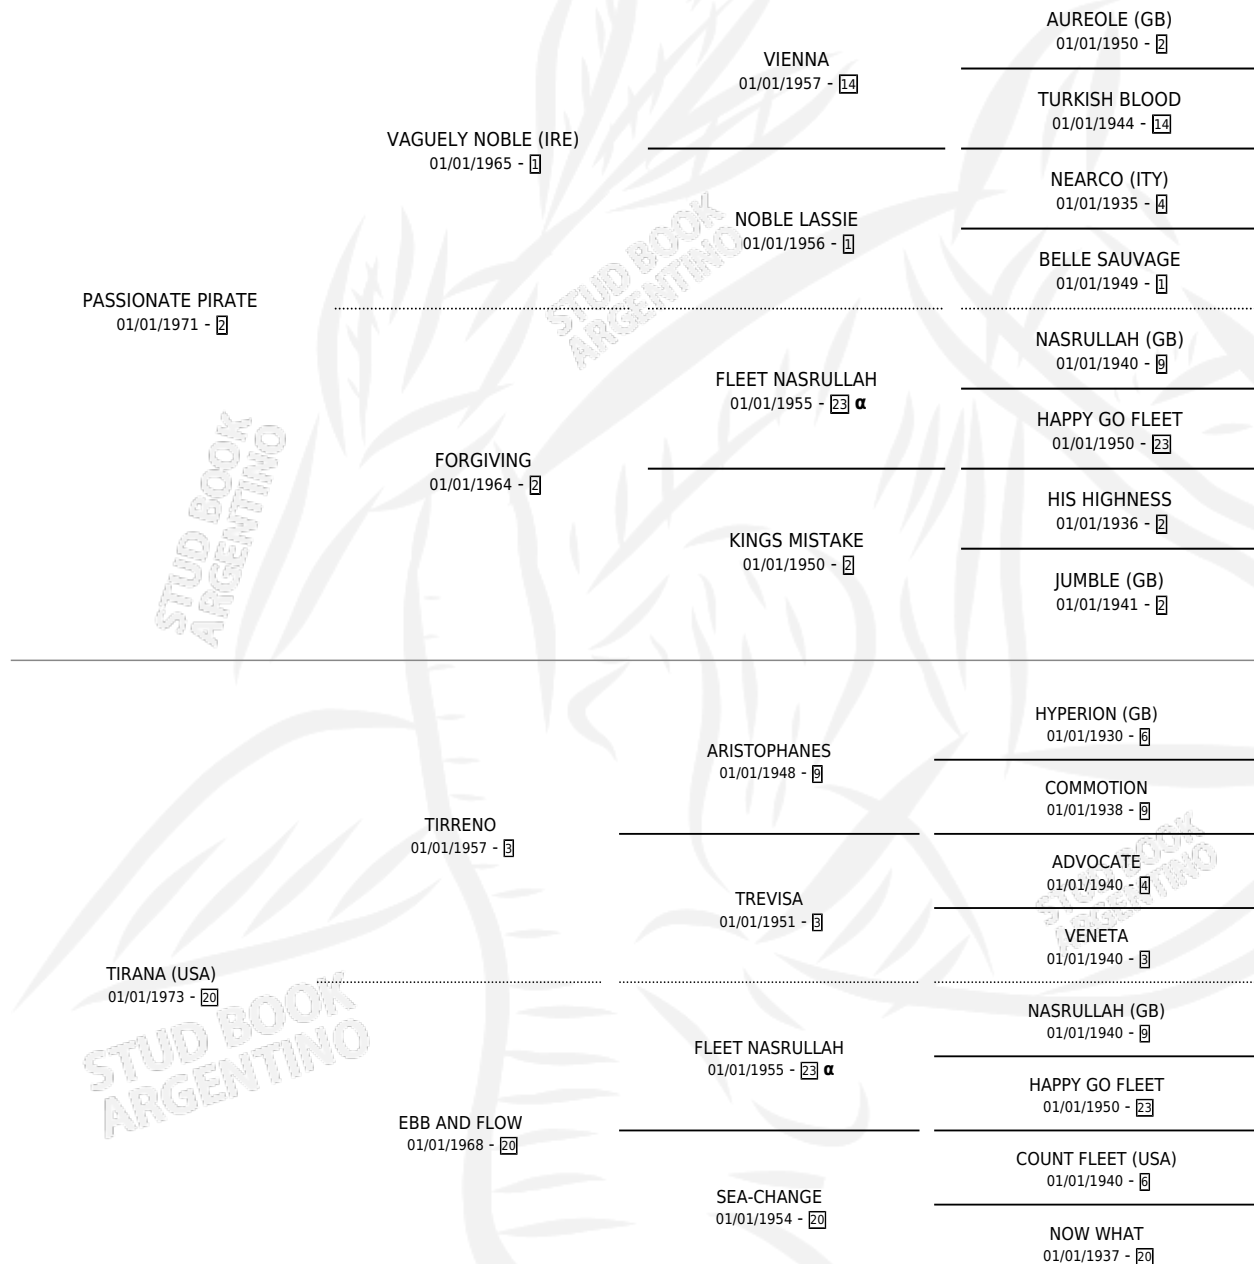 AUREOLE (GB)
01/01/1950 - 2
VIENNA
01/01/1957 - 14
TURKISH BLOOD
01/01/1944 - 14
VAGUELY NOBLE (IRE)
01/01/1965 - 1
NEARCO (ITY)
01/01/1935 - 4
NOBLE LASSIE
01/01/1956 - 1
BELLE SAUVAGE
01/01/1949 - 1
PASSIONATE PIRATE
01/01/1971 - 2
NASRULLAH (GB)
01/01/1940 - 9
FLEET NASRULLAH
01/01/1955 - 23 α
HAPPY GO FLEET
01/01/1950 - 23
FORGIVING
01/01/1964 - 2
HIS HIGHNESS
01/01/1936 - 2
KINGS MISTAKE
01/01/1950 - 2
JUMBLE (GB)
01/01/1941 - 2
HYPERION (GB)
01/01/1930 - 6
ARISTOPHANES
01/01/1948 - 9
COMMOTION
01/01/1938 - 9
TIRRENO
01/01/1957 - 3
ADVOCATE
01/01/1940 - 4
TREVISA
01/01/1951 - 3
VENETA
01/01/1940 - 3
TIRANA (USA)
01/01/1973 - 20
NASRULLAH (GB)
01/01/1940 - 9
FLEET NASRULLAH
01/01/1955 - 23 α
HAPPY GO FLEET
01/01/1950 - 23
EBB AND FLOW
01/01/1968 - 20
COUNT FLEET (USA)
01/01/1940 - 6
SEA-CHANGE
01/01/1954 - 20
NOW WHAT
01/01/1937 - 20
STUD BOOK
ARGENTINO
STUD BOOK
ARGENTINO
STUD BOOK
ARGENTINO
STUD BOOK
ARGENTINO